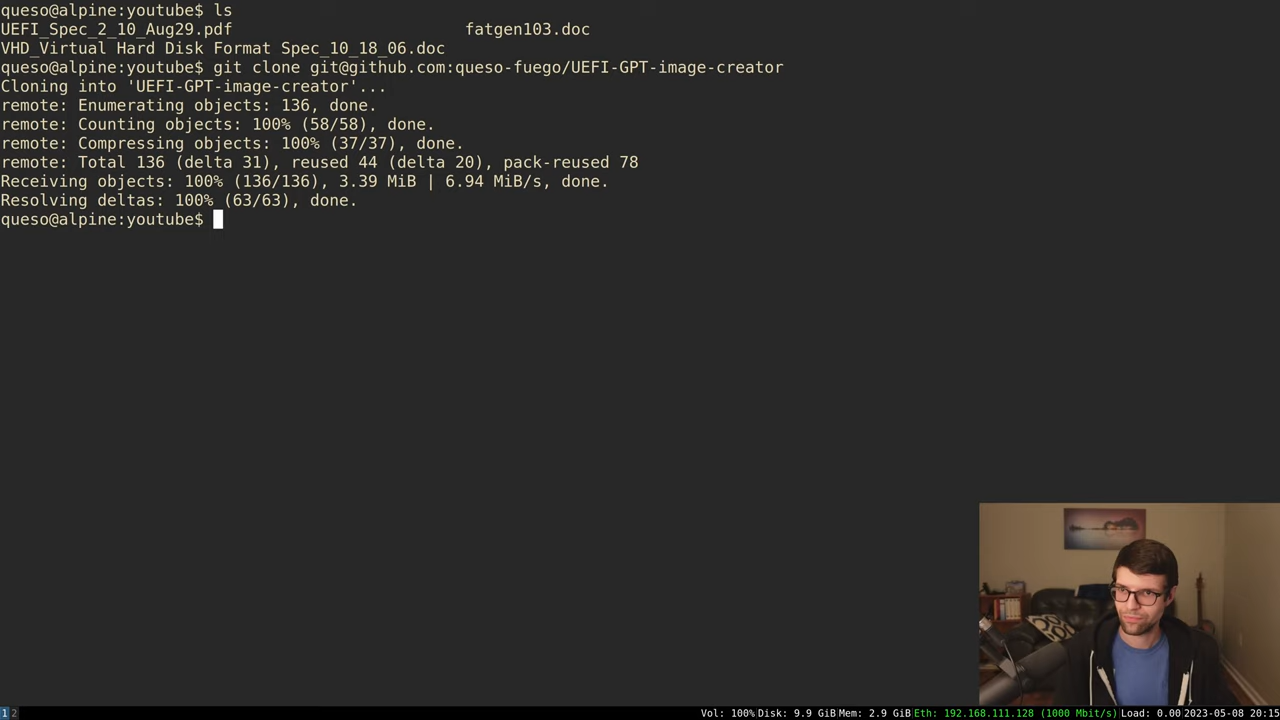 queso@alpine:youtube$ ls
UEFI_Spec_2_10_Aug29.pdf fatgen103.doc
VHD_Virtual Hard Disk Format Spec_10_18_06.doc
queso@alpine:youtube$ git clone git@github.com:queso-fuego/UEFI-GPT-image-creator
Cloning into 'UEFI-GPT-image-creator'...
remote: Enumerating objects: 136, done.
remote: Counting objects: 100% (58/58), done.
remote: Compressing objects: 100% (37/37), done.
remote: Total 136 (delta 31), reused 44 (delta 20), pack-reused 78
Receiving objects: 100% (136/136), 3.39 MiB | 6.94 MiB/s, done.
Resolving deltas: 100% (63/63), done.
queso@alpine:youtube$
1 2 Vol: 100% Disk: 9.9 GiB Mem: 2.9 GiB Eth: 192.168.111.128 (1000 Mbit/s) Load: 0.00 2023-05-08 20:15